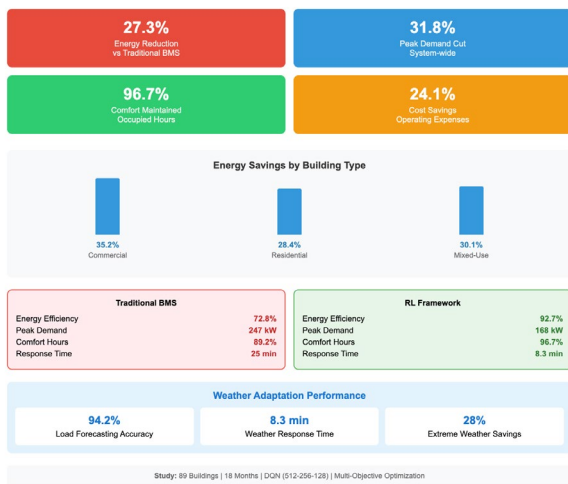 27.3%
Energy Reduction
vs Traditional BMS
31.8%
Peak Demand Cut
System-wide
96.7%
Comfort Maintained
Occupied Hours
24.1%
Cost Savings
Operating Expenses
Energy Savings by Building Type
35.2%
Commercial
28.4%
Residential
30.1%
Mixed-Use
Traditional BMS
Energy Efficiency 72.8%
Peak Demand 247 kW
Comfort Hours 89.2%
Response Time 25 min
RL Framework
Energy Efficiency 92.7%
Peak Demand 168 kW
Comfort Hours 96.7%
Response Time 8.3 min
Weather Adaptation Performance
94.2%
Load Forecasting Accuracy
8.3 min
Weather Response Time
28%
Extreme Weather Savings
Study: 89 Buildings | 18 Months | DQN (512-256-128) | Multi-Objective Optimization